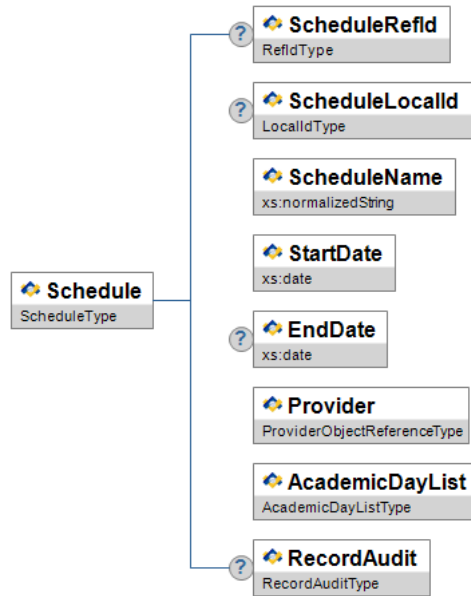 ?
ScheduleRefId
RefIdType
?
ScheduleLocalId
LocalIdType
ScheduleName
xs:normalizedString
StartDate
xs:date
Schedule
ScheduleType
?
EndDate
xs:date
Provider
ProviderObjectReferenceType
AcademicDayList
AcademicDayListType
?
RecordAudit
RecordAuditType